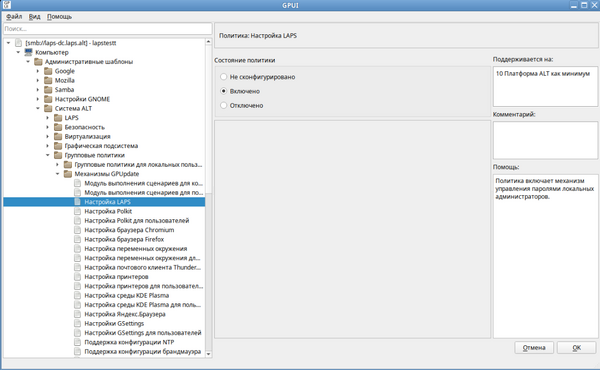 GPUI
Файл Вид Помощь
Поиск...
[smb://laps-dc.laps.alt] - lapstestt
Компьютер
Административные шаблоны
Google
Mozilla
Samba
Настройки GNOME
Система ALT
LAPS
Безопасность
Виртуализация
Графическая подсистема
Групповые политики
Групповые политики для локальных польз...
Механизмы GPUpdate
Модуль выполнения сценариев для ко...
Модуль выполнения сценариев для по...
Настройка LAPS
Настройка Polkit
Настройка Polkit для пользователей
Настройка браузера Chromium
Настройка браузера Firefox
Настройка переменных окружения
Настройка переменных окружения дл...
Настройка почтового клиента Thunder...
Настройка принтеров
Настройка принтеров для пользовател...
Настройка среды KDE Plasma
Настройка среды KDE Plasma для поль...
Настройка Яндекс.Браузера
Настройки GSettings
Настройки GSettings для пользователей
Поддержка конфигурации NTP
Поддержка конфигурации брандмауэра
Политика: Настройка LAPS
Состояние политики
Не сконфигурировано
Включено
Отключено
Поддерживается на:
10 Платформа ALT как минимум
Комментарий:
Помощь:
Политика включает механизм
управления паролями локальных
администраторов.
Отмена
OK